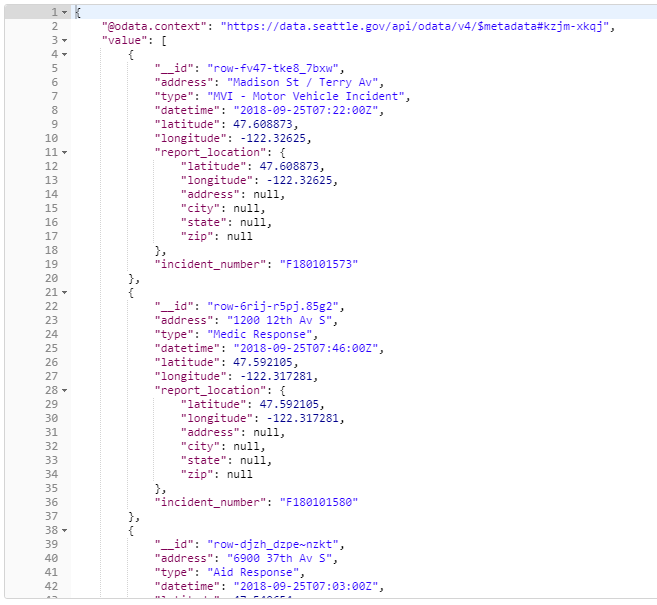 1 {
2 "@odata.context": "https://data.seattle.gov/api/odata/v4/$metadata#kzjm-xkqj",
3 "value": [
4 {
5 "__id": "row-fv47-tke8_7bxw",
6 "address": "Madison St / Terry Av",
7 "type": "MVI - Motor Vehicle Incident",
8 "datetime": "2018-09-25T07:22:00Z",
9 "latitude": 47.608873,
10 "longitude": -122.32625,
11 "report_location": {
12 "latitude": 47.608873,
13 "longitude": -122.32625,
14 "address": null,
15 "city": null,
16 "state": null,
17 "zip": null
18 },
19 "incident_number": "F180101573"
20 },
21 {
22 "__id": "row-6rij-r5pj.85g2",
23 "address": "1200 12th Av S",
24 "type": "Medic Response",
25 "datetime": "2018-09-25T07:46:00Z",
26 "latitude": 47.592105,
27 "longitude": -122.317281,
28 "report_location": {
29 "latitude": 47.592105,
30 "longitude": -122.317281,
31 "address": null,
32 "city": null,
33 "state": null,
34 "zip": null
35 },
36 "incident_number": "F180101580"
37 },
38 {
39 "__id": "row-djzh_dzpe~nzkt",
40 "address": "6900 37th Av S",
41 "type": "Aid Response",
42 "datetime": "2018-09-25T07:03:00Z",